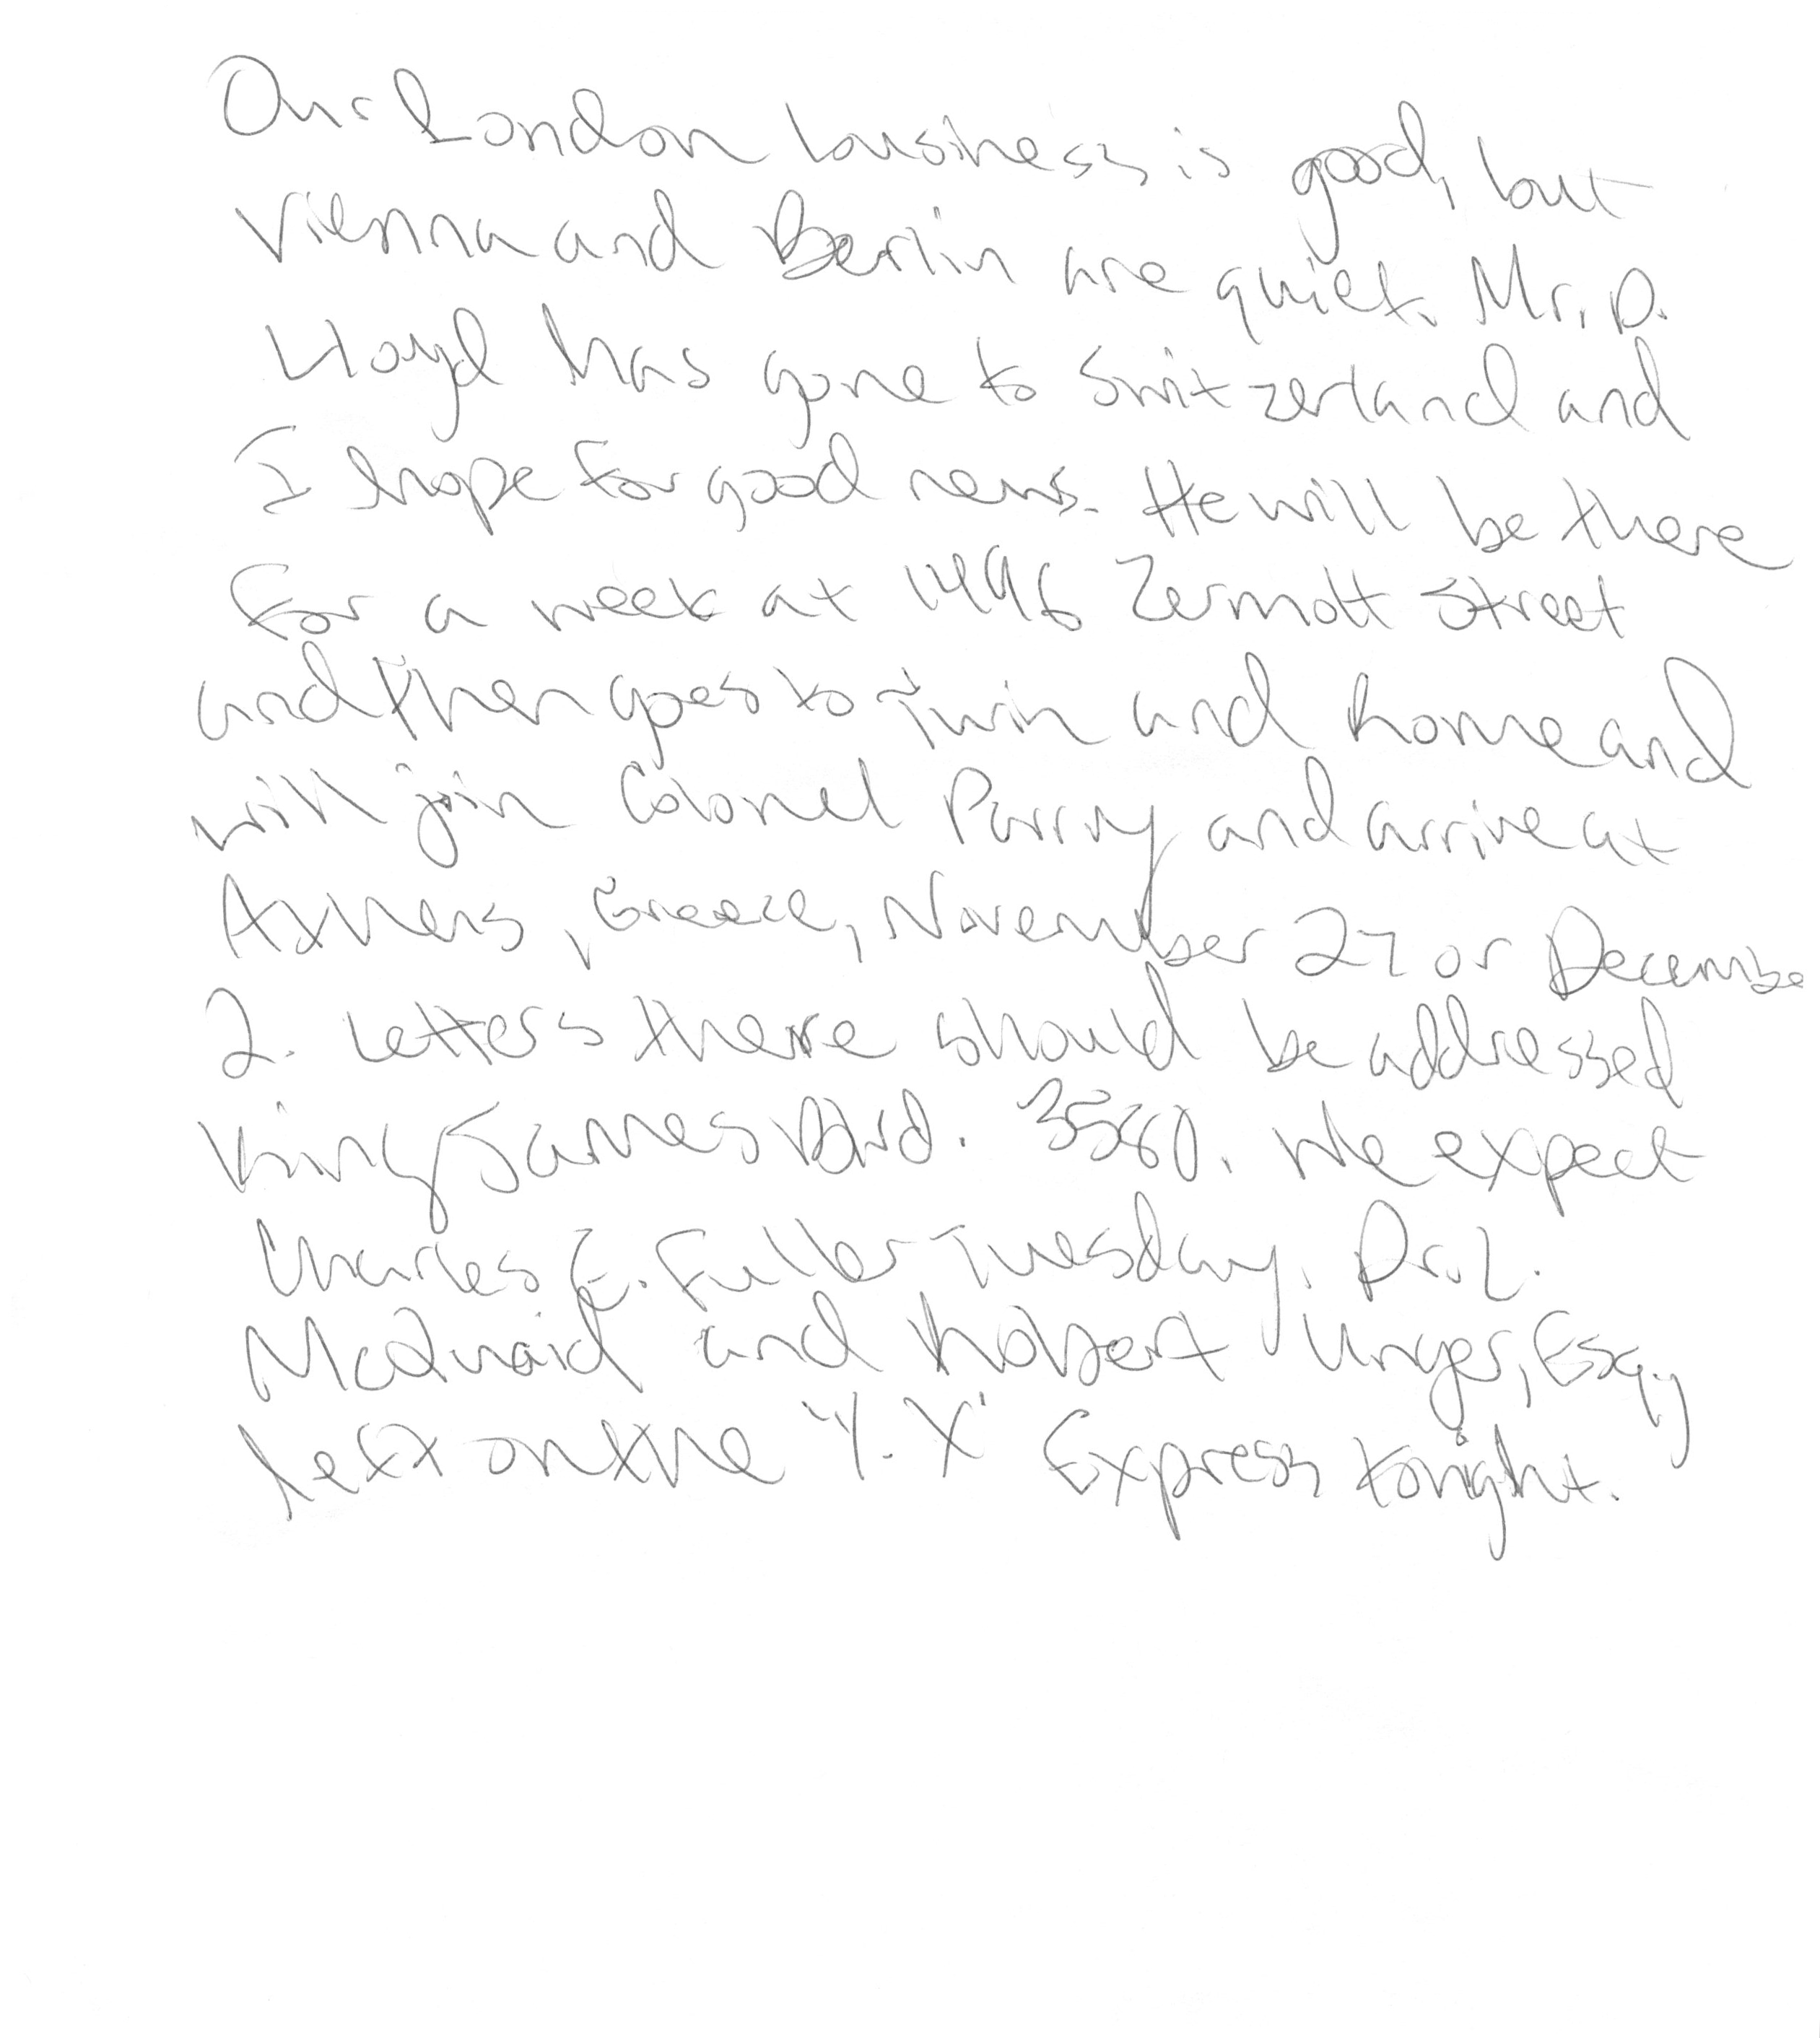 Our London business is good, but
Vienna and Berlin are quiet. Mr. D.
Lloyd has gone to Switzerland and
I hope for good news. He will be there
for a week at 1496 Zermott Street
and then goes to Turin and Rome and
will join Colonel Parry and arrive at
Athens, Greece, November 27 or December
2. Letters there should be addressed
King James Blvd. 3580. We expect
Charles E. Fuller Tuesday. Dr. L.
McQuaid and Robert Unger, Esq.,
left on the 'Y. X' Express tonight.